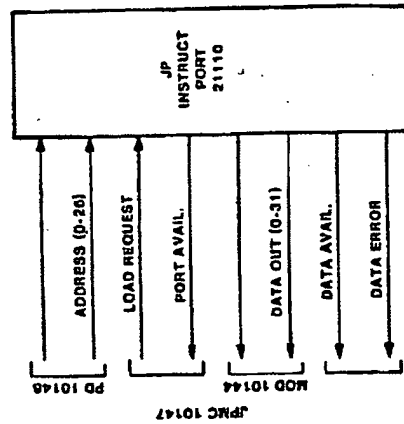 JP
INSTRUCT
PORT
21110
ADDRESS (0-26)
LOAD REQUEST
PORT AVAIL.
DATA OUT (0-31)
DATA AVAIL.
DATA ERROR
PD 10146
MOD 10144
JPMC 10147